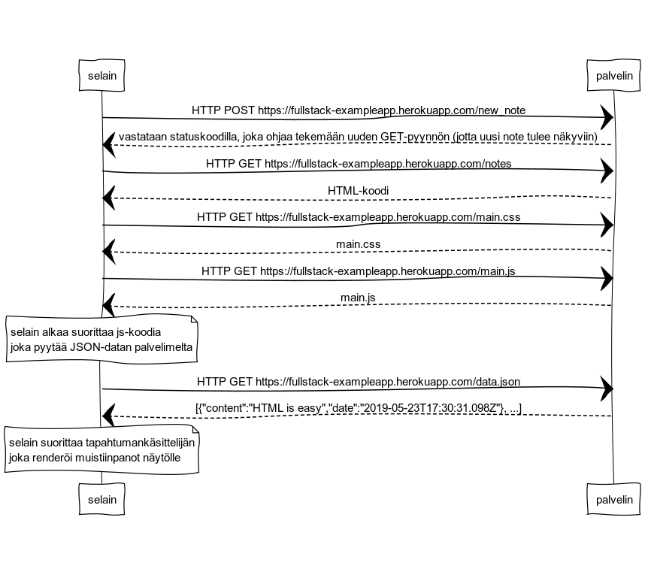 selain
palvelin
HTTP POST https://fullstack-exampleapp.herokuapp.com/new_note
vastataan statuskoodilla, joka ohjaa tekemään uuden GET-pyynnön (jotta uusi note tulee näkyviin)
HTTP GET https://fullstack-exampleapp.herokuapp.com/notes
HTML-koodi
HTTP GET https://fullstack-exampleapp.herokuapp.com/main.css
main.css
HTTP GET https://fullstack-exampleapp.herokuapp.com/main.js
main.js
selain alkaa suorittaa js-koodia
joka pyytää JSON-datan palvelimelta
HTTP GET https://fullstack-exampleapp.herokuapp.com/data.json
[{"content":"HTML is easy","date":"2019-05-23T17:30:31.098Z"}, ...]
selain suorittaa tapahtumankäsittelijän
joka renderöi muistiinpanot näytölle
selain
palvelin